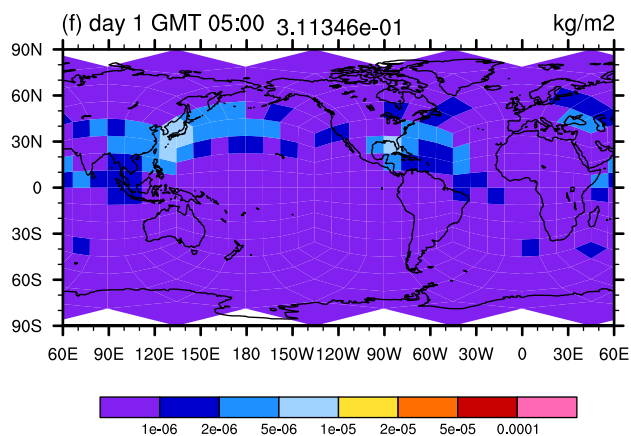 (f) day 1 GMT 05:00 3.11346e-01 kg/m2
90N
60N
30N
0
30S
60S
90S
60E 90E 120E 150E 180 150W 120W 90W 60W 30W 0 30E 60E
1e-06 2e-06 5e-06 1e-05 2e-05 5e-05 0.0001